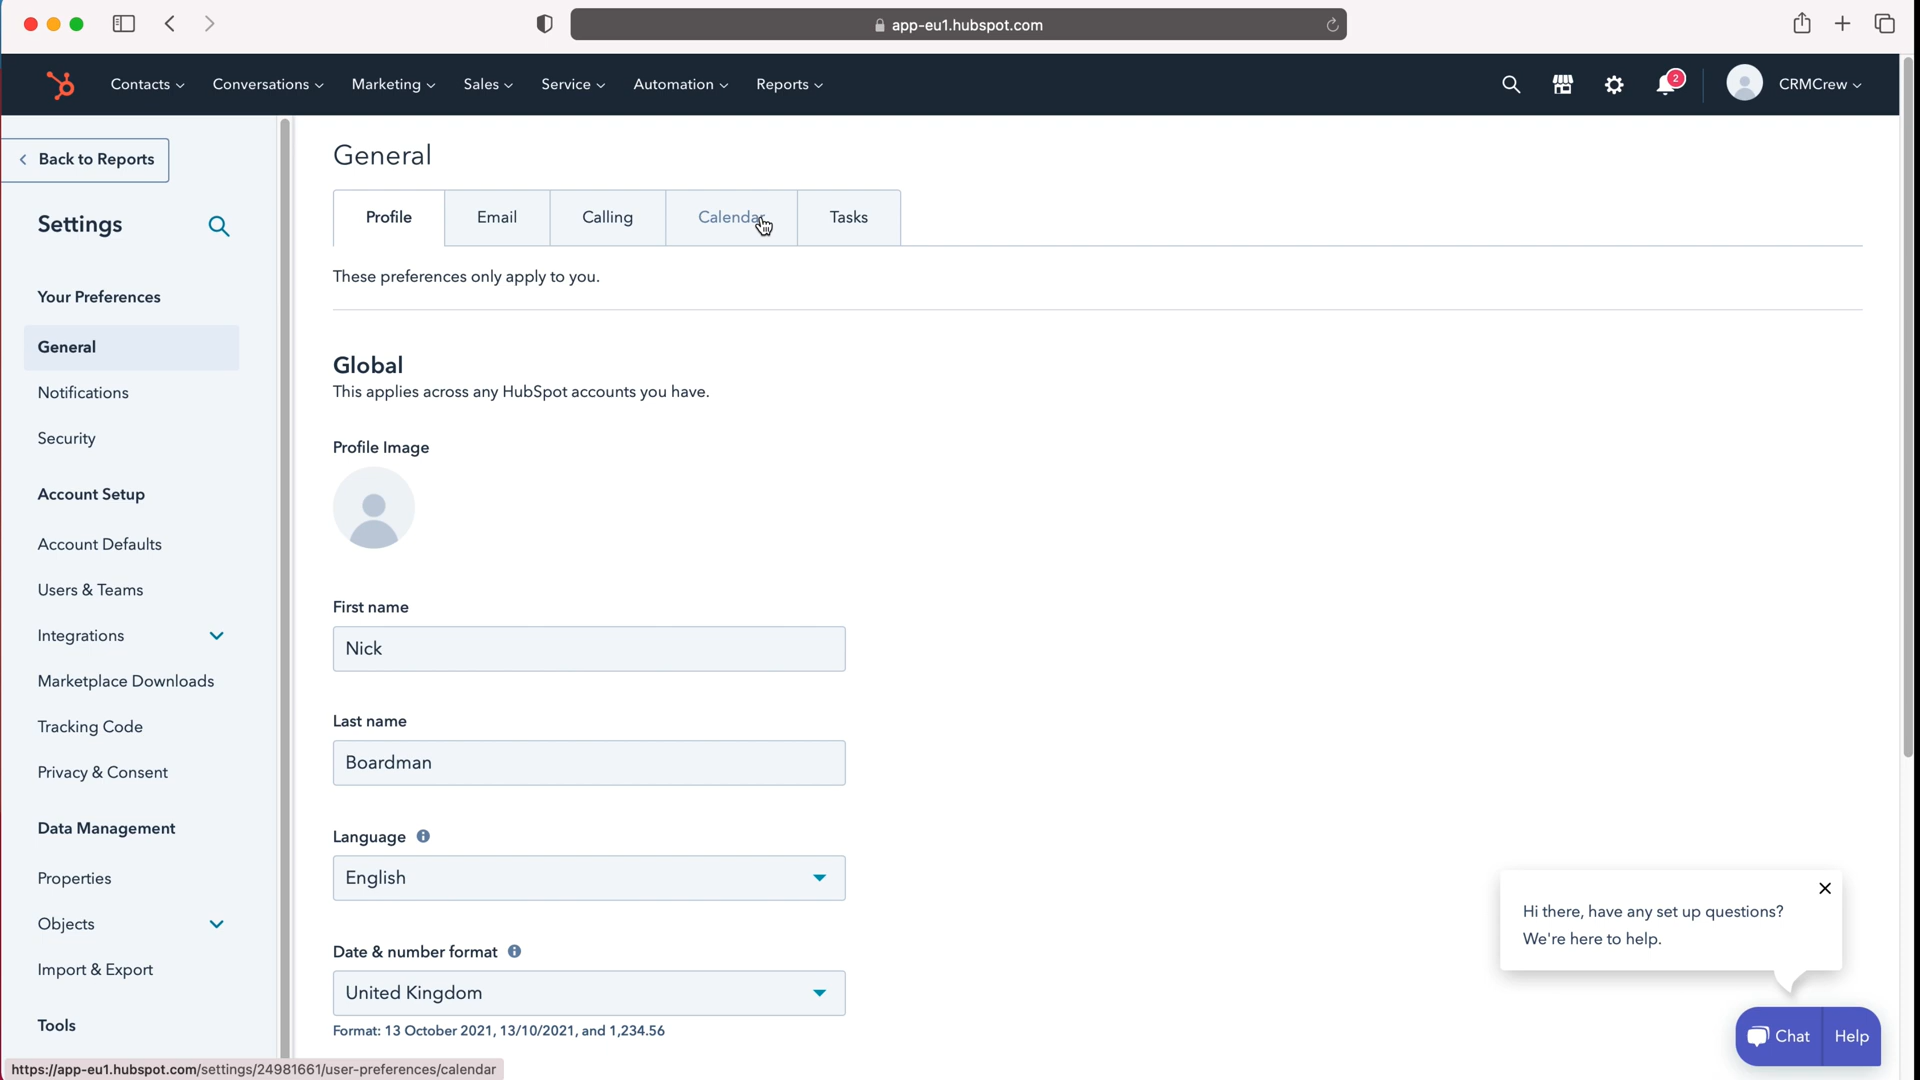 app-eu1.hubspot.com
Contacts Conversations Marketing Sales Service Automation Reports 2 CRMCrew
Back to Reports
Settings
Your Preferences
General
Notifications
Security
Account Setup
Account Defaults
Users & Teams
Integrations
Marketplace Downloads
Tracking Code
Privacy & Consent
Data Management
Properties
Objects
Import & Export
Tools
General
Profile Email Calling Calendar Tasks
These preferences only apply to you.
Global
This applies across any HubSpot accounts you have.
Profile Image
First name
Nick
Last name
Boardman
Language
English
Date & number format
United Kingdom
Format: 13 October 2021, 13/10/2021, and 1,234.56
Hi there, have any set up questions?
We're here to help.
Chat Help
https://app-eu1.hubspot.com/settings/24981661/user-preferences/calendar